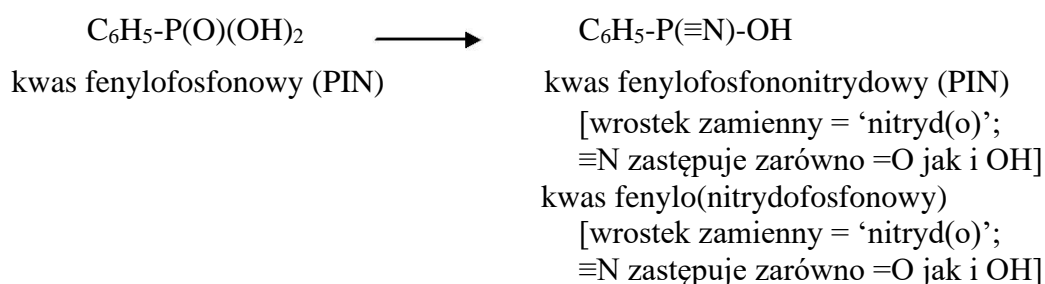 C₆H₅-P(O)(OH)₂ C₆H₅-P(≡N)-OH
kwas fenylofosfonowy (PIN) kwas fenylofosfononitrydowy (PIN)
[wrostek zamienny = ‘nitryd(o)’;
≡N zastępuje zarówno =O jak i OH]
kwas fenylo(nitrydofosfonowy)
[wrostek zamienny = ‘nitryd(o)’;
≡N zastępuje zarówno =O jak i OH]